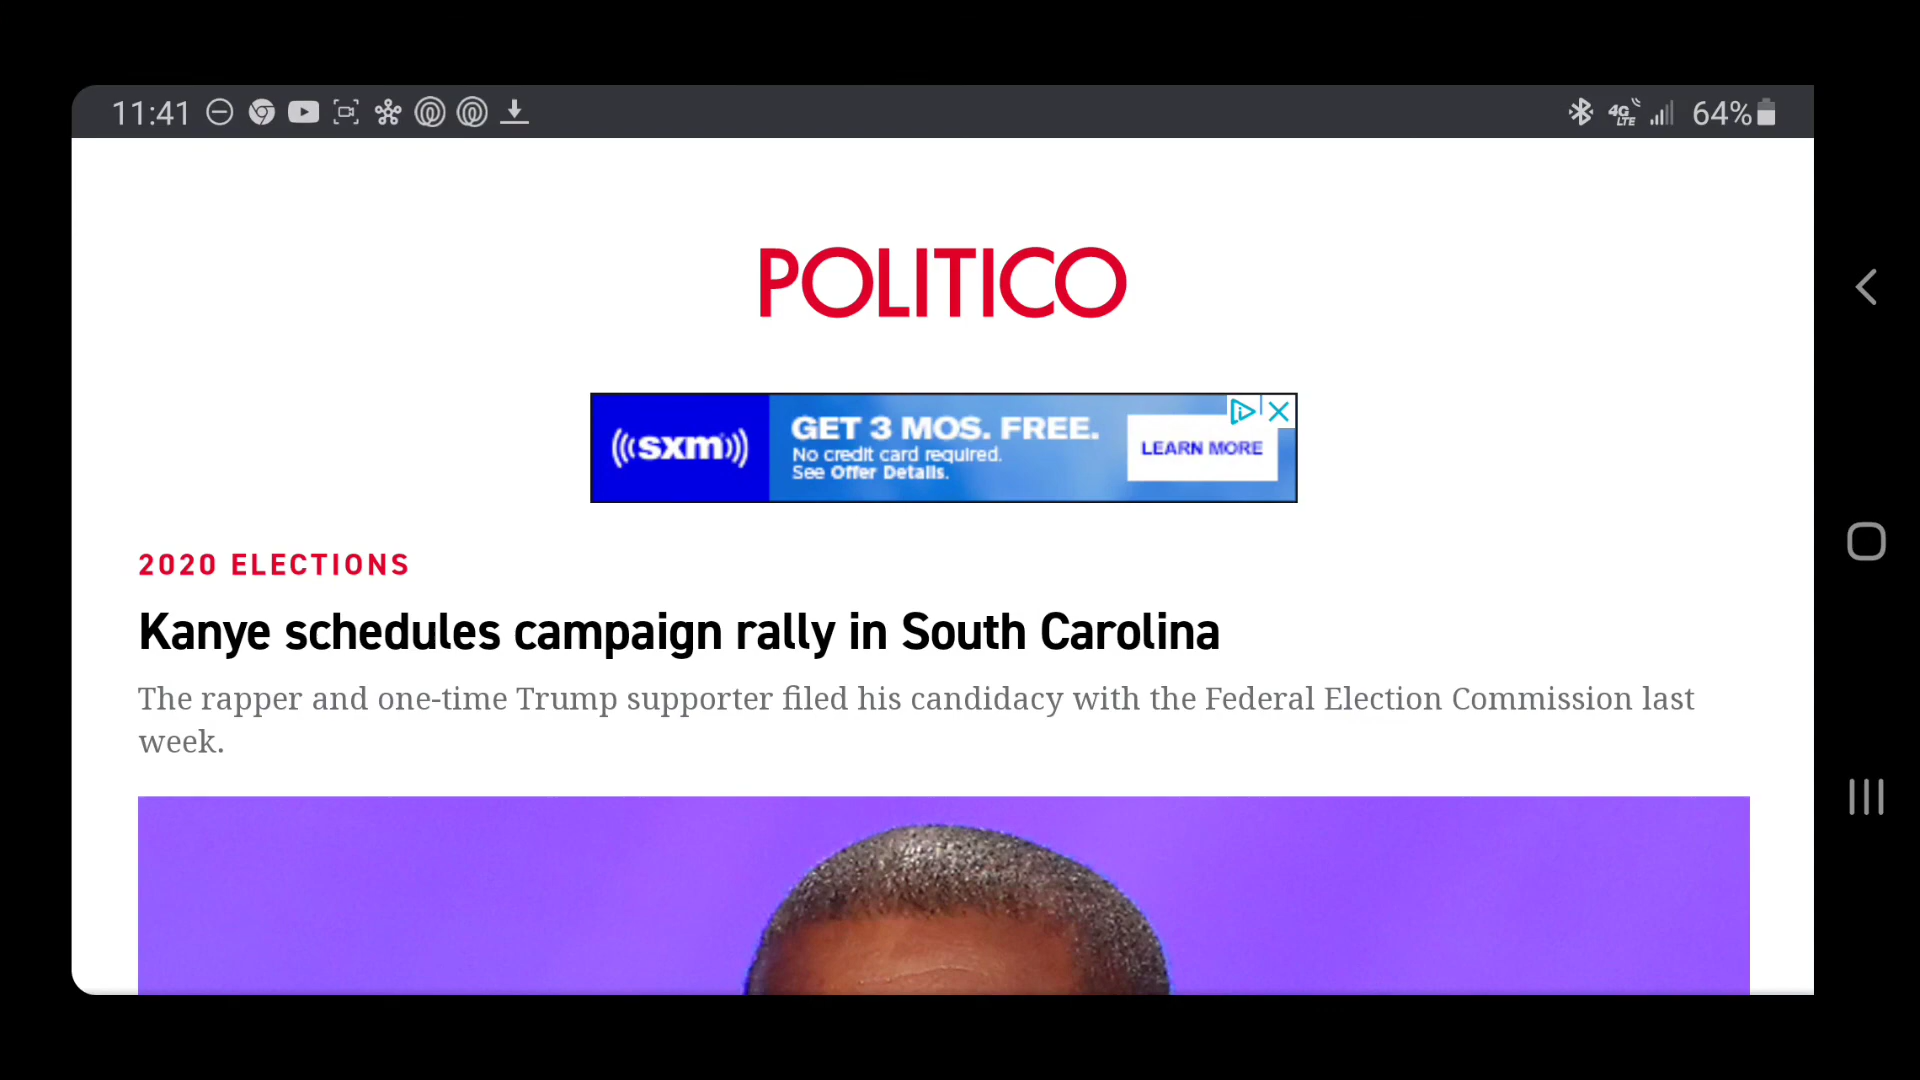 11:41
4G LTE
64%
POLITICO
((sxm))
GET 3 MOS. FREE.
No credit card required.
See Offer Details.
LEARN MORE
2020 ELECTIONS
Kanye schedules campaign rally in South Carolina
The rapper and one-time Trump supporter filed his candidacy with the Federal Election Commission last
week.